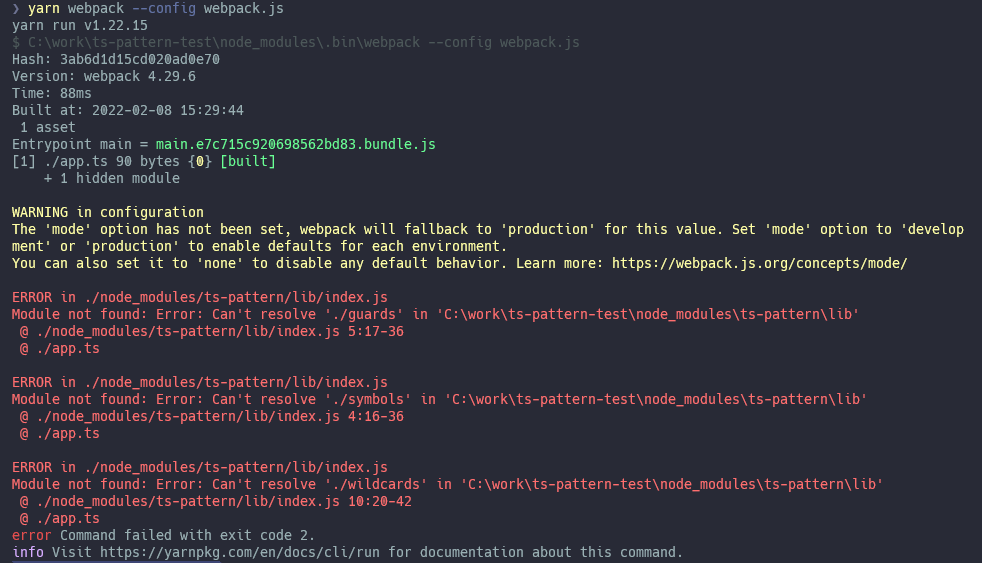 ❯ yarn webpack --config webpack.js
yarn run v1.22.15
$ C:\work\ts-pattern-test\node_modules\.bin\webpack --config webpack.js
Hash: 3ab6d1d15cd020ad0e70
Version: webpack 4.29.6
Time: 88ms
Built at: 2022-02-08 15:29:44
 1 asset
Entrypoint main = main.e7c715c920698562bd83.bundle.js
[1] ./app.ts 90 bytes {0} [built]
    + 1 hidden module

WARNING in configuration
The 'mode' option has not been set, webpack will fallback to 'production' for this value. Set 'mode' option to 'develop
ment' or 'production' to enable defaults for each environment.
You can also set it to 'none' to disable any default behavior. Learn more: https://webpack.js.org/concepts/mode/

ERROR in ./node_modules/ts-pattern/lib/index.js
Module not found: Error: Can't resolve './guards' in 'C:\work\ts-pattern-test\node_modules\ts-pattern\lib'
 @ ./node_modules/ts-pattern/lib/index.js 5:17-36
 @ ./app.ts

ERROR in ./node_modules/ts-pattern/lib/index.js
Module not found: Error: Can't resolve './symbols' in 'C:\work\ts-pattern-test\node_modules\ts-pattern\lib'
 @ ./node_modules/ts-pattern/lib/index.js 4:16-36
 @ ./app.ts

ERROR in ./node_modules/ts-pattern/lib/index.js
Module not found: Error: Can't resolve './wildcards' in 'C:\work\ts-pattern-test\node_modules\ts-pattern\lib'
 @ ./node_modules/ts-pattern/lib/index.js 10:20-42
 @ ./app.ts
error Command failed with exit code 2.
info Visit https://yarnpkg.com/en/docs/cli/run for documentation about this command.